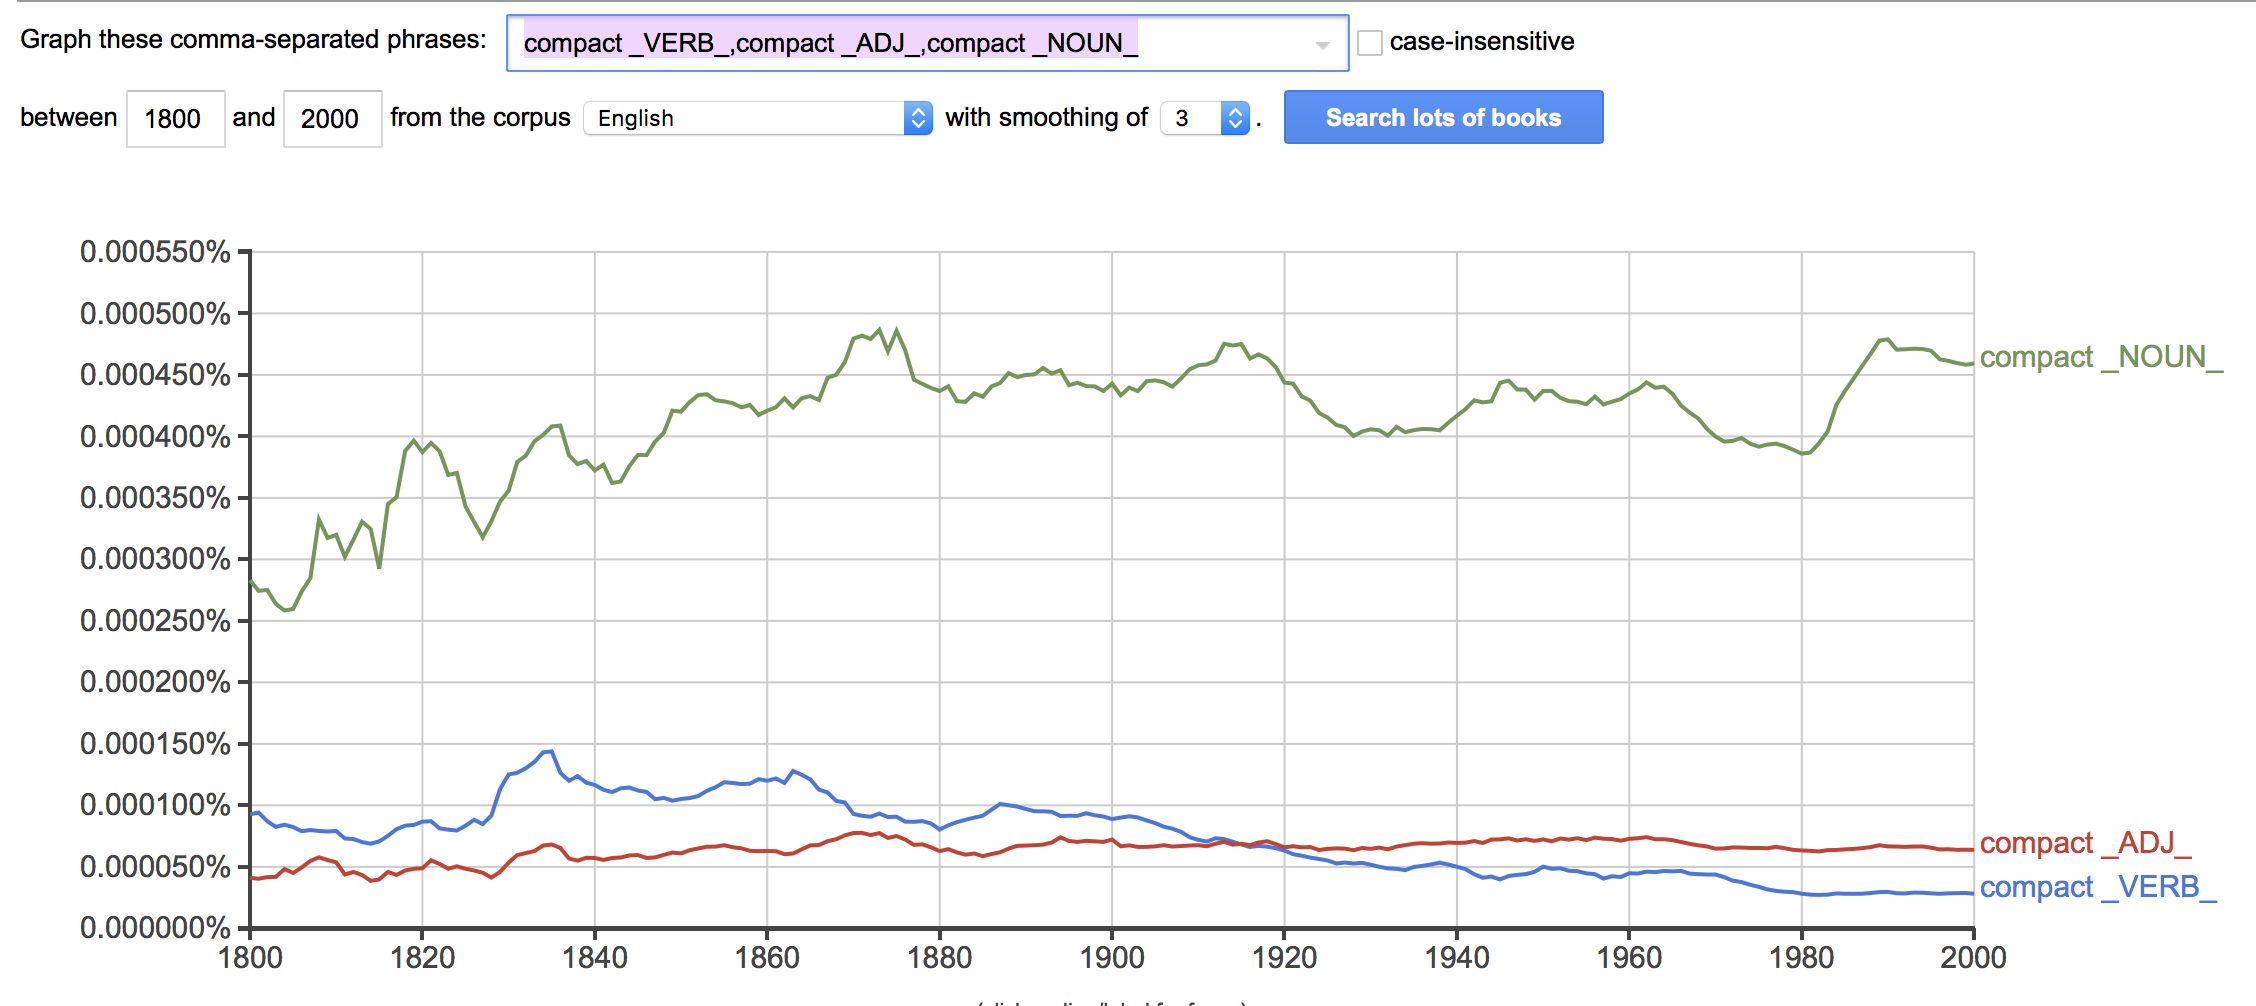 Graph these comma-separated phrases: compact _VERB_,compact _ADJ_,compact _NOUN_ case-insensitive
between 1800 and 2000 from the corpus English with smoothing of 3 . Search lots of books
0.000550%
0.000500%
0.000450%
compact _NOUN_
0.000400%
0.000350%
0.000300%
0.000250%
0.000200%
0.000150%
0.000100%
compact _ADJ_
0.000050%
compact _VERB_
0.000000%
1800 1820 1840 1860 1880 1900 1920 1940 1960 1980 2000